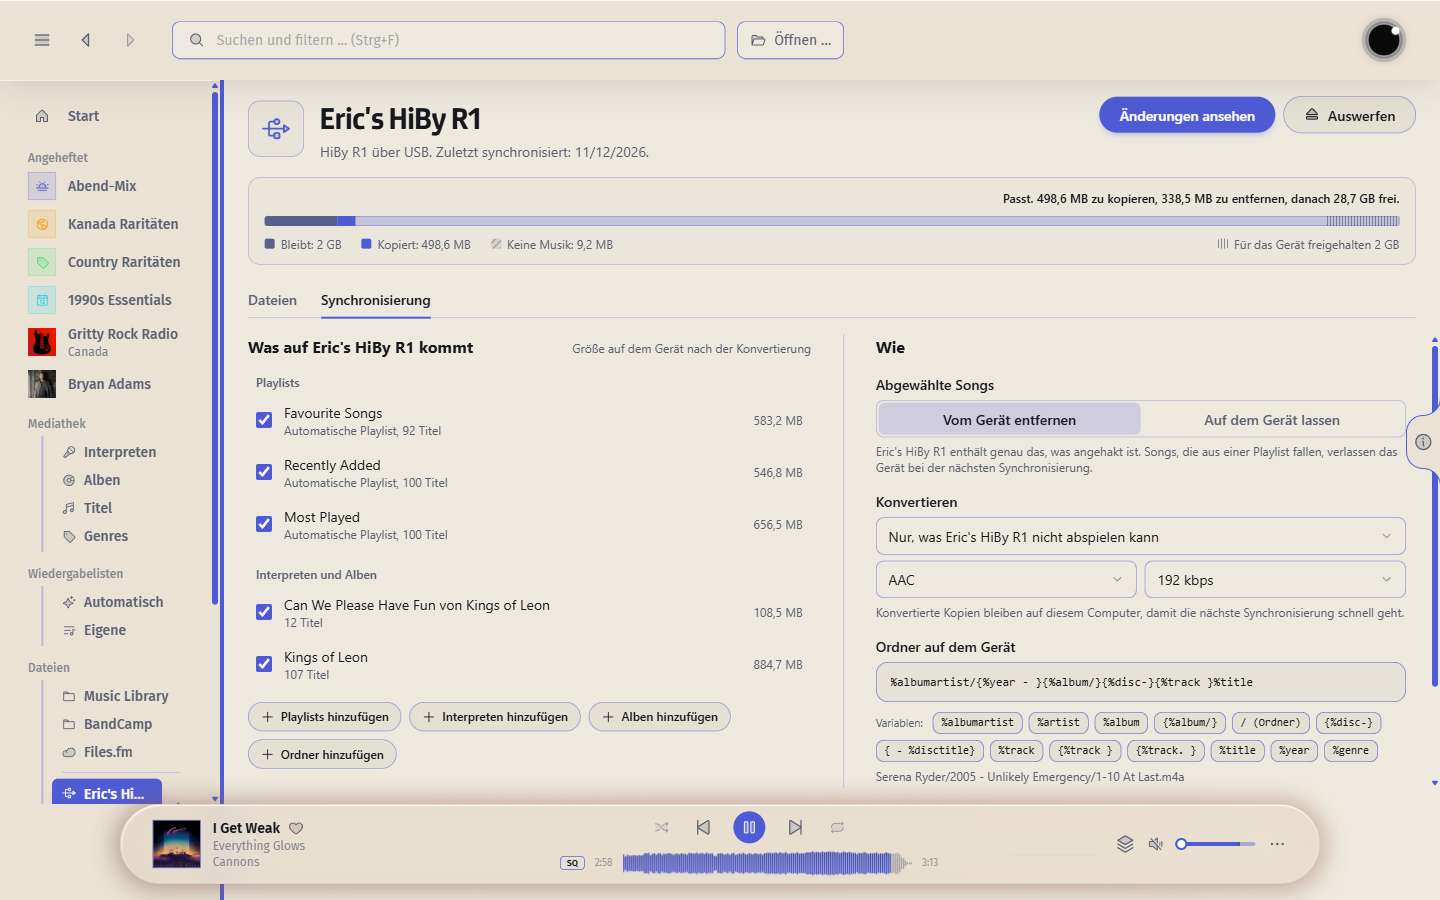 Suchen und filtern ... (Strg+F)
Öffnen ...
Start
Angeheftet
Abend-Mix
Kanada Raritäten
Country Raritäten
1990s Essentials
Gritty Rock Radio
Canada
Bryan Adams
Mediathek
Interpreten
Alben
Titel
Genres
Wiedergabelisten
Automatisch
Eigene
Dateien
Music Library
BandCamp
Files.fm
Eric's Hi...
Eric's HiBy R1
HiBy R1 über USB. Zuletzt synchronisiert: 11/12/2026.
Änderungen ansehen
Auswerfen
Passt. 498,6 MB zu kopieren, 338,5 MB zu entfernen, danach 28,7 GB frei.
Bleibt: 2 GB
Kopiert: 498,6 MB
Keine Musik: 9,2 MB
Für das Gerät freigehalten 2 GB
Dateien
Synchronisierung
Was auf Eric's HiBy R1 kommt
Größe auf dem Gerät nach der Konvertierung
Playlists
Favourite Songs
583,2 MB
Automatische Playlist, 92 Titel
Recently Added
546,8 MB
Automatische Playlist, 100 Titel
Most Played
656,5 MB
Automatische Playlist, 100 Titel
Interpreten und Alben
Can We Please Have Fun von Kings of Leon
108,5 MB
12 Titel
Kings of Leon
884,7 MB
107 Titel
Playlists hinzufügen
Interpreten hinzufügen
Alben hinzufügen
Ordner hinzufügen
Wie
Abgewählte Songs
Vom Gerät entfernen
Auf dem Gerät lassen
Eric's HiBy R1 enthält genau das, was angehakt ist. Songs, die aus einer Playlist fallen, verlassen das
Gerät bei der nächsten Synchronisierung.
Konvertieren
Nur, was Eric's HiBy R1 nicht abspielen kann
AAC
192 kbps
Konvertierte Kopien bleiben auf diesem Computer, damit die nächste Synchronisierung schnell geht.
Ordner auf dem Gerät
%albumartist/{%year - }{%album/}{%disc-}{%track }%title
Variablen:
%albumartist
%artist
%album
{%album/}
/ (Ordner)
{%disc-}
{ - %disctitle}
%track
{%track }
{%track. }
%title
%year
%genre
Serena Ryder/2005 - Unlikely Emergency/1-10 At Last.m4a
I Get Weak
Everything Glows
Cannons
SQ
2:58
3:13